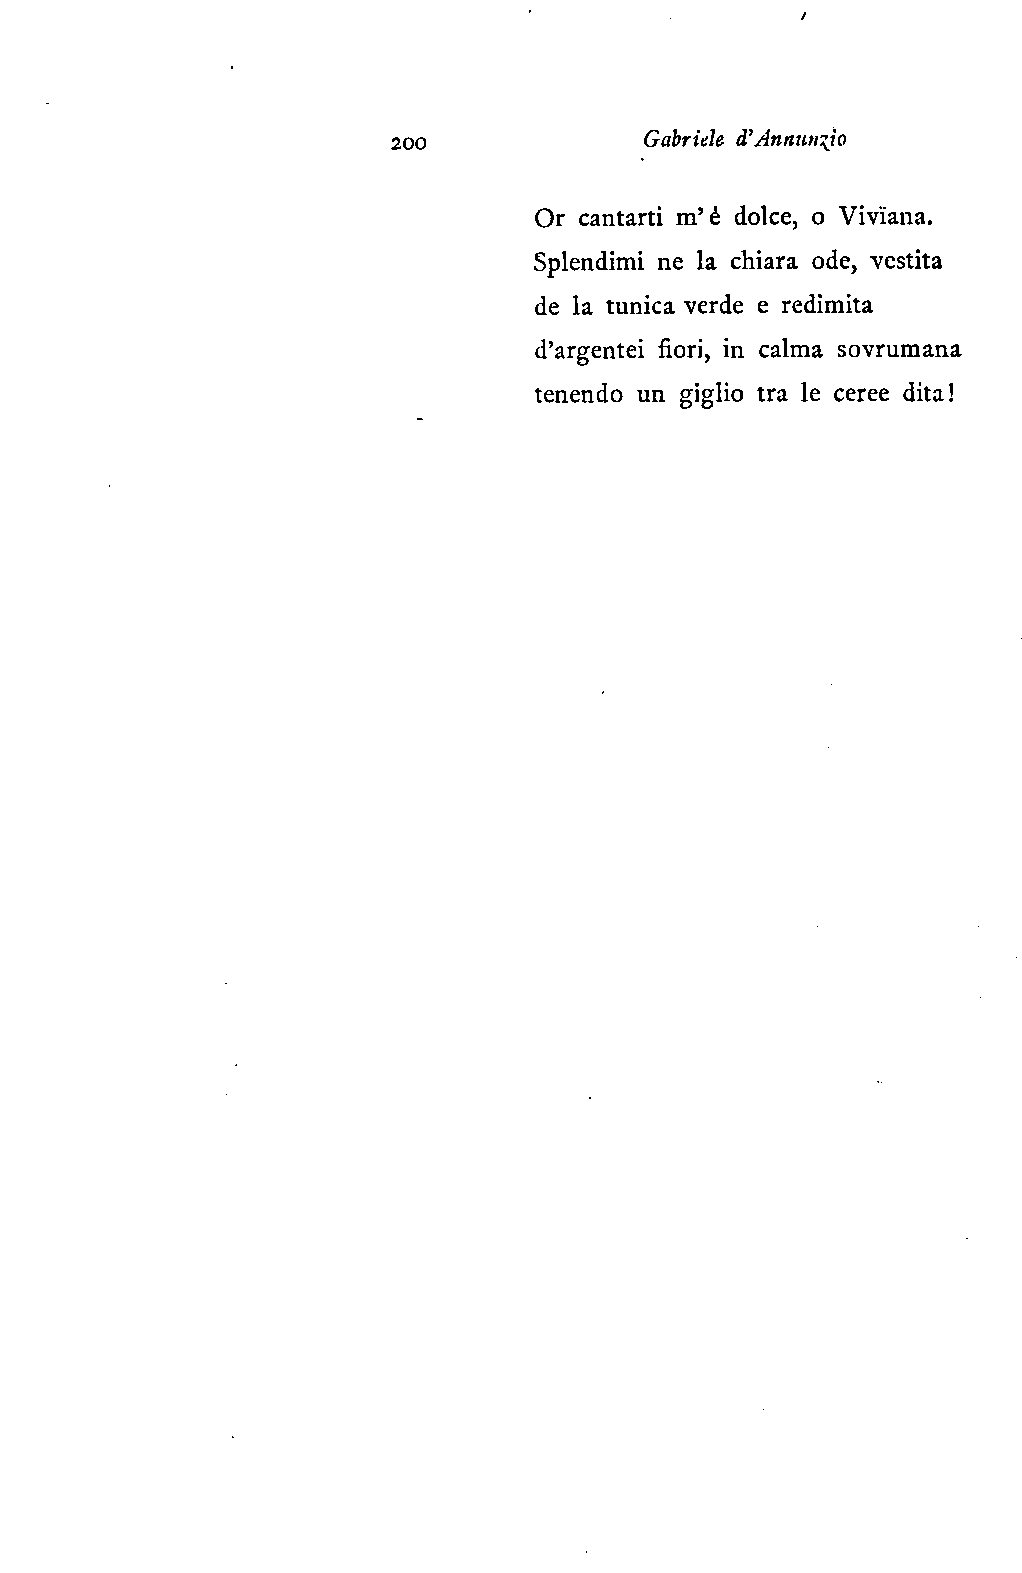 200 Gabriele d'Annunzio
Or cantarti m'è dolce, o Vivïana.
Splendimi ne la chiara ode, vestita
de la tunica verde e redimita
d'argentei fiori, in calma sovrumana
tenendo un giglio tra le ceree dita!